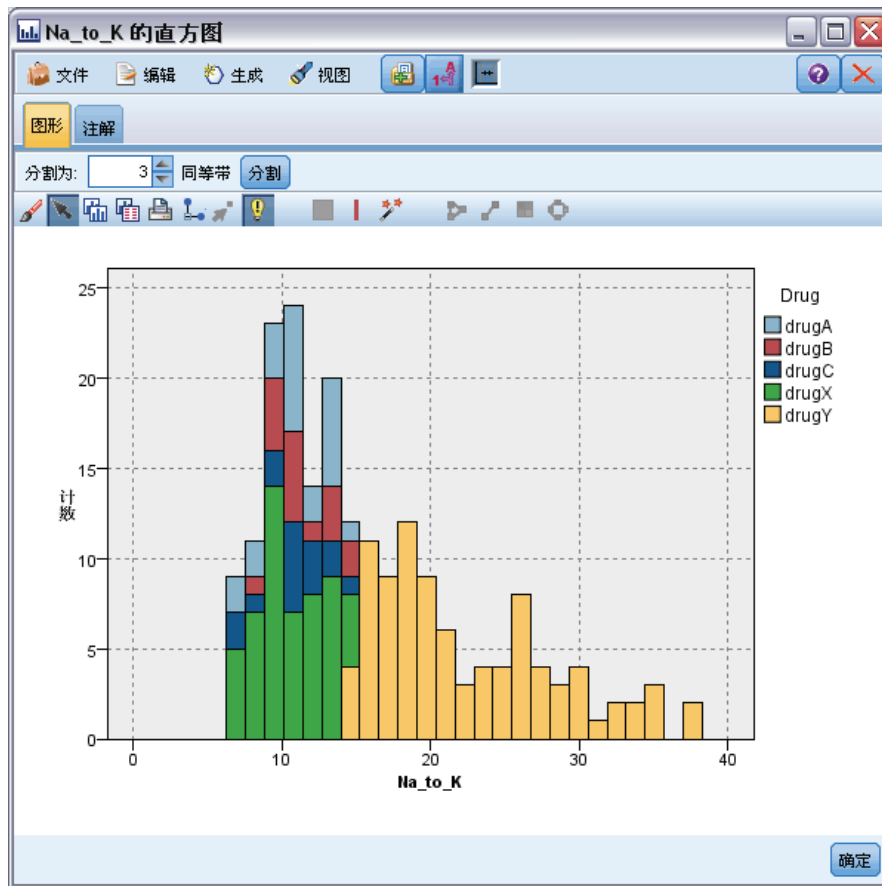 Na_to_K 的直方图
文件 编辑 生成 视图
图形 注解
分割为: 3 同等带 分割
25
20
15
10
5
0
计数
0 10 20 30 40
Na_to_K
Drug
drugA
drugB
drugC
drugX
drugY
确定